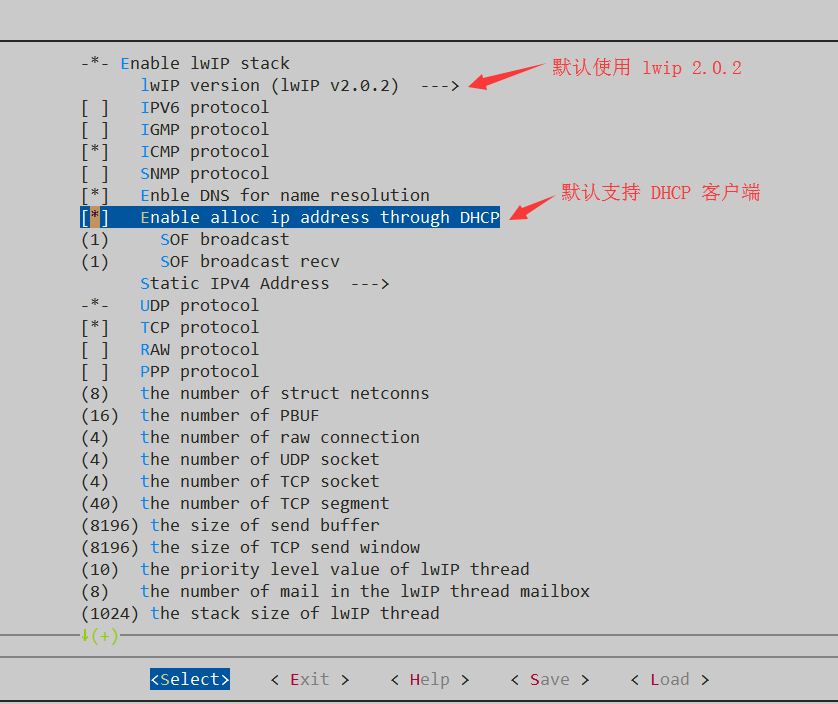 -*- Enable lwIP stack
lwIP version (lwIP v2.0.2) ---> 默认使用 lwip 2.0.2
[ ] IPV6 protocol
[ ] IGMP protocol
[*] ICMP protocol
[ ] SNMP protocol
[*] Enble DNS for name resolution
[*] Enable alloc ip address through DHCP 默认支持 DHCP 客户端
(1) SOF broadcast
(1) SOF broadcast recv
Static IPv4 Address --->
-*- UDP protocol
[*] TCP protocol
[ ] RAW protocol
[ ] PPP protocol
(8) the number of struct netconns
(16) the number of PBUF
(4) the number of raw connection
(4) the number of UDP socket
(4) the number of TCP socket
(40) the number of TCP segment
(8196) the size of send buffer
(8196) the size of TCP send window
(10) the priority level value of lwIP thread
(8) the number of mail in the lwIP thread mailbox
(1024) the stack size of lwIP thread
↓(+)
<Select> < Exit > < Help > < Save > < Load >